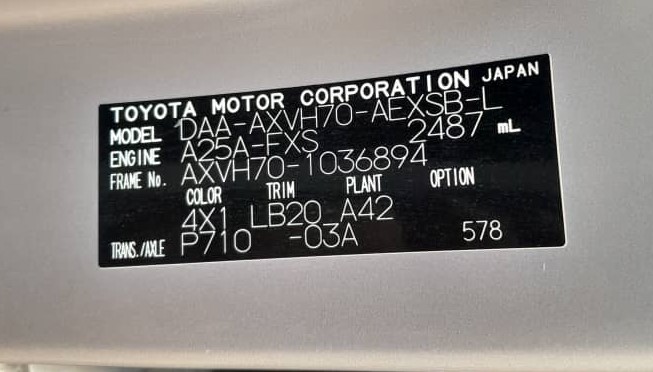 TOYOTA MOTOR CORPORATION JAPAN
MODEL DAA-AXVH70-AEXSB-L
ENGINE A25A-FXS 2487 mL
FRAME No. AXVH70-1036894
COLOR TRIM PLANT OPTION
4X1 LB20 A42
TRANS./AXLE P710 -03A 578